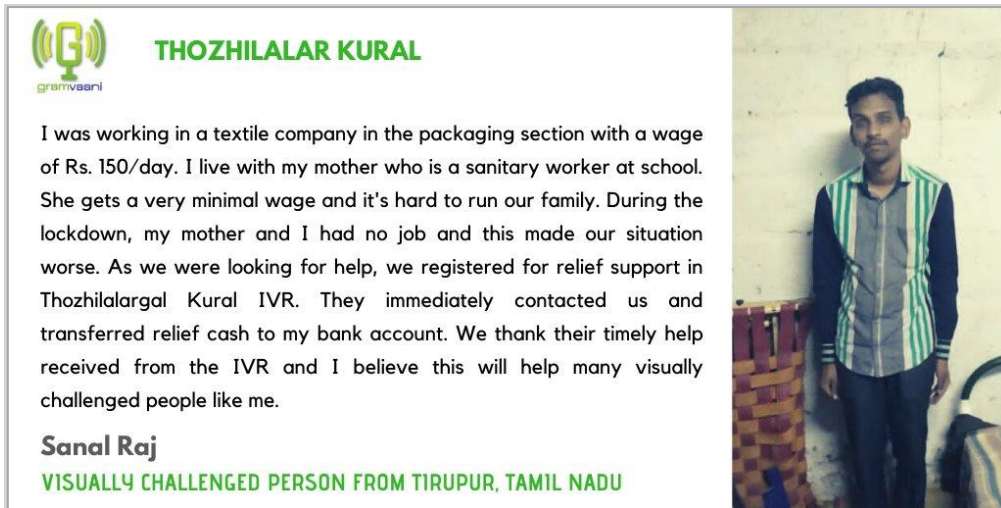 G
gramvaani
THOZHILALAR KURAL
I was working in a textile company in the packaging section with a wage
of Rs. 150/day. I live with my mother who is a sanitary worker at school.
She gets a very minimal wage and it's hard to run our family. During the
lockdown, my mother and I had no job and this made our situation
worse. As we were looking for help, we registered for relief support in
Thozhilalargal Kural IVR. They immediately contacted us and
transferred relief cash to my bank account. We thank their timely help
received from the IVR and I believe this will help many visually
challenged people like me.
Sanal Raj
VISUALLY CHALLENGED PERSON FROM TIRUPUR, TAMIL NADU